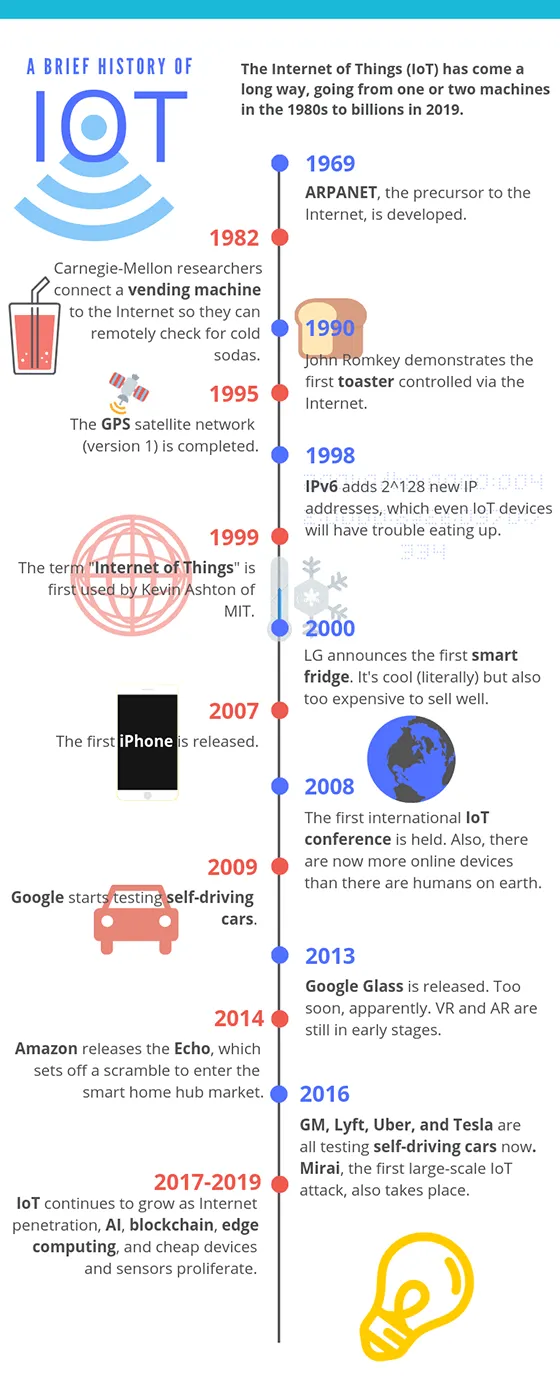 A BRIEF HISTORY OF
IOT
The Internet of Things (IoT) has come a
long way, going from one or two machines
in the 1980s to billions in 2019.
1969
ARPANET, the precursor to the
Internet, is developed.
1982
Carnegie-Mellon researchers
connect a vending machine
to the Internet so they can
remotely check for cold
sodas.
1990
John Romkey demonstrates the
first toaster controlled via the
Internet.
1995
The GPS satellite network
(version 1) is completed.
1998
IPv6 adds 2^128 new IP
addresses, which even IoT devices
will have trouble eating up.
334
1999
The term "Internet of Things" is
first used by Kevin Ashton of
MIT.
2000
LG announces the first smart
fridge. It's cool (literally) but also
too expensive to sell well.
2007
The first iPhone is released.
2008
The first international IoT
conference is held. Also, there
are now more online devices
than there are humans on earth.
2009
Google starts testing self-driving
cars.
2013
Google Glass is released. Too
soon, apparently. VR and AR are
still in early stages.
2014
Amazon releases the Echo, which
sets off a scramble to enter the
smart home hub market.
2016
GM, Lyft, Uber, and Tesla are
all testing self-driving cars now.
Mirai, the first large-scale IoT
attack, also takes place.
2017-2019
IoT continues to grow as Internet
penetration, AI, blockchain, edge
computing, and cheap devices
and sensors proliferate.